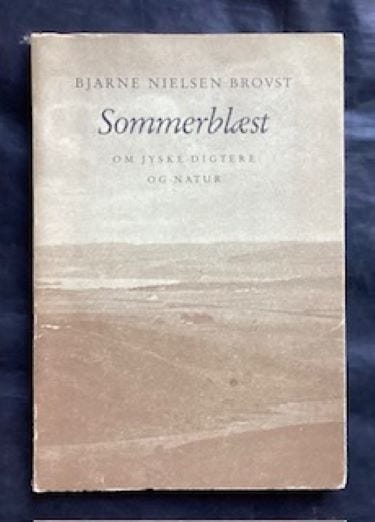 BJARNE NIELSEN BROVST
Sommerblæst
OM JYSKE DIGTERE
OG NATUR